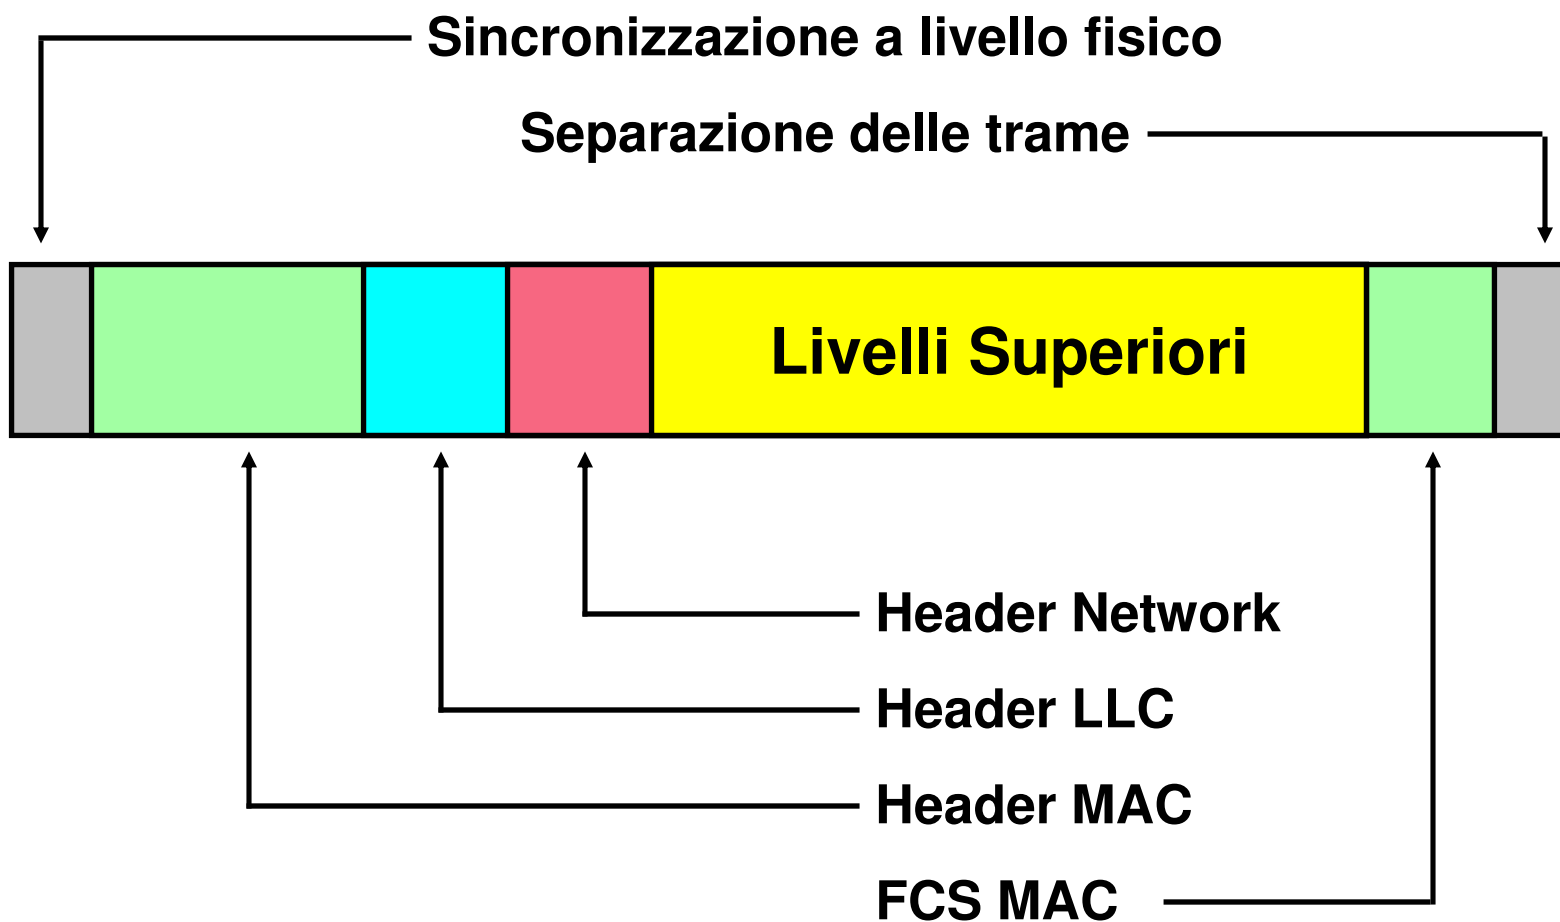 Sincronizzazione a livello fisico
Separazione delle trame
Livelli Superiori
Header Network
Header LLC
Header MAC
FCS MAC